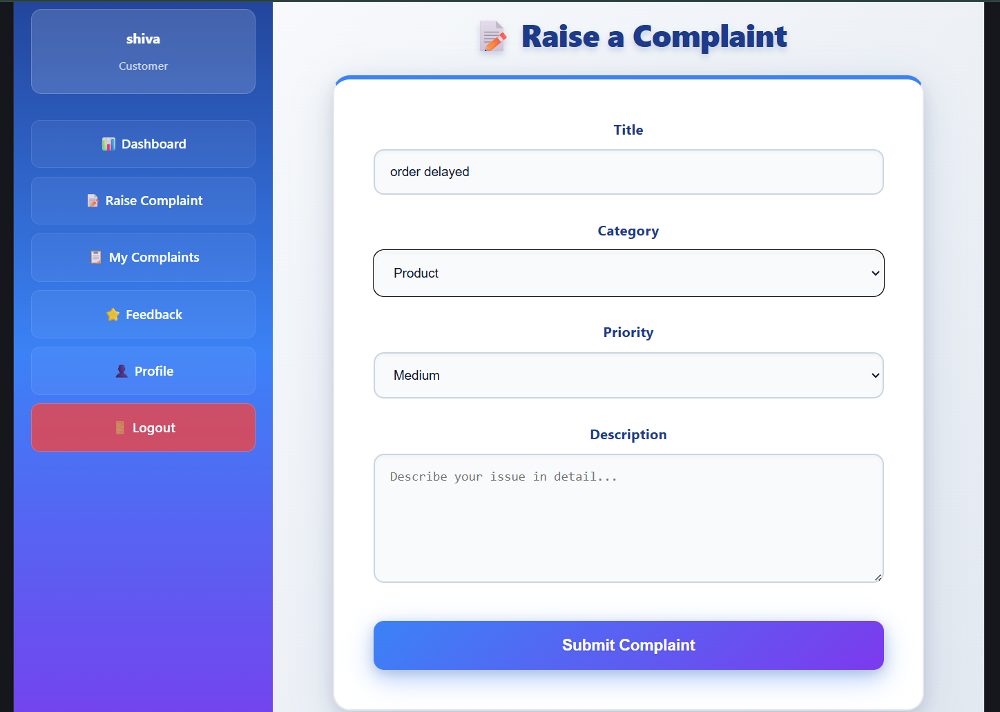 shiva
Customer
Dashboard
Raise Complaint
My Complaints
Feedback
Profile
Logout
Raise a Complaint
Title
order delayed
Category
Product
Priority
Medium
Description
Describe your issue in detail...
Submit Complaint